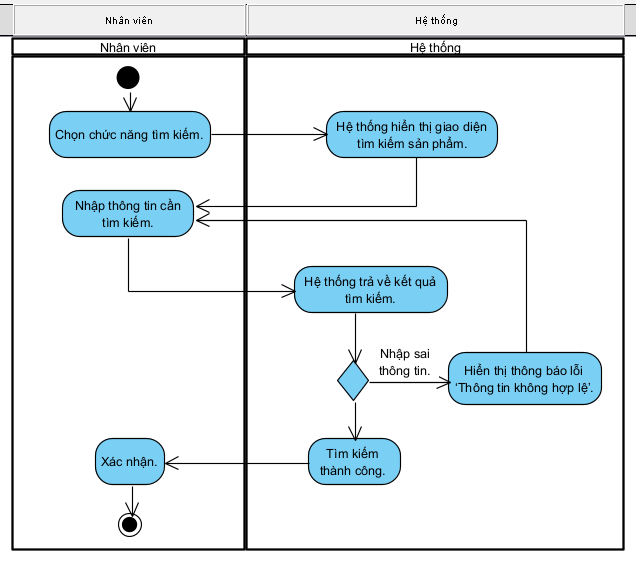 Nhân viên
Hệ thống
Nhân viên
Hệ thống
Chọn chức năng tìm kiếm.
Hệ thống hiển thị giao diện
tìm kiếm sản phẩm.
Nhập thông tin cần
tìm kiếm.
Hệ thống trả về kết quả
tìm kiếm.
Nhập sai
thông tin.
Hiển thị thông báo lỗi
‘Thông tin không hợp lệ’.
Tìm kiếm
thành công.
Xác nhận.